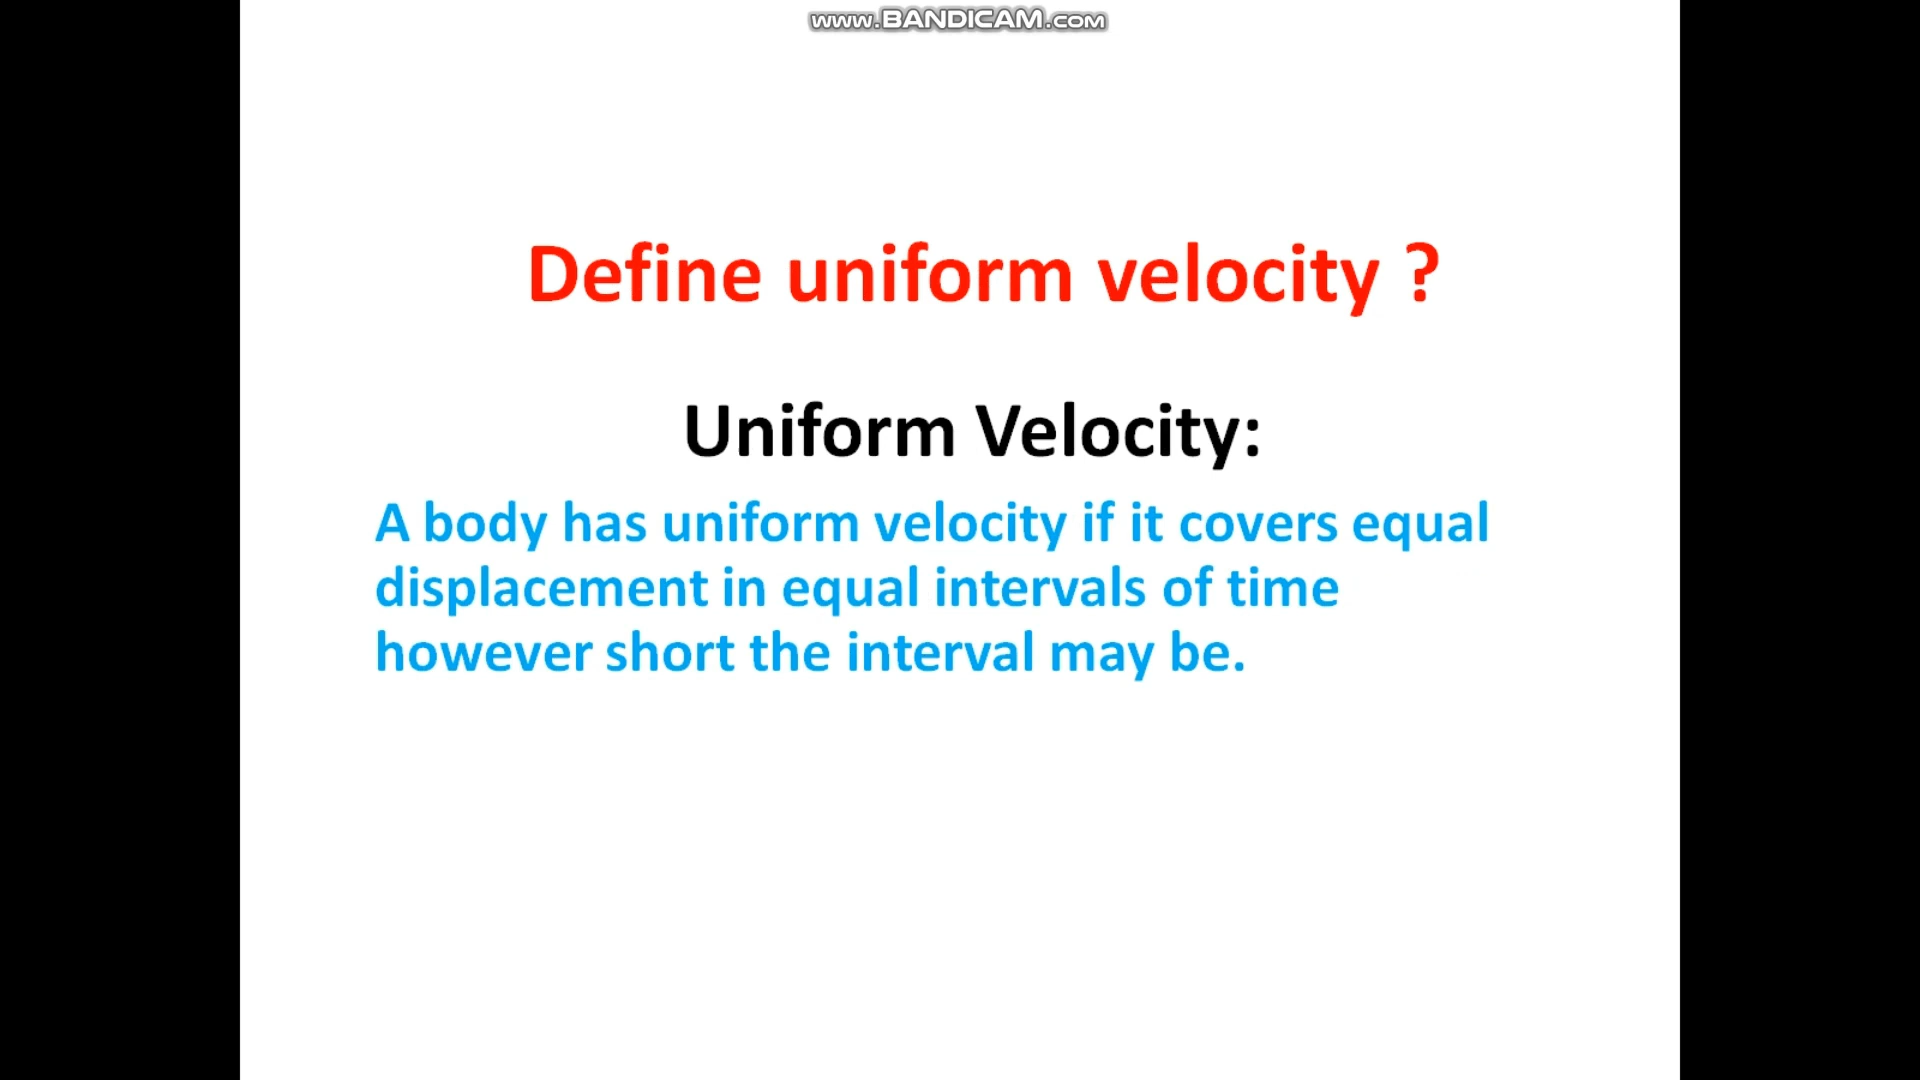 www.BANDICAM.com
Define uniform velocity ?
Uniform Velocity:
A body has uniform velocity if it covers equal
displacement in equal intervals of time
however short the interval may be.